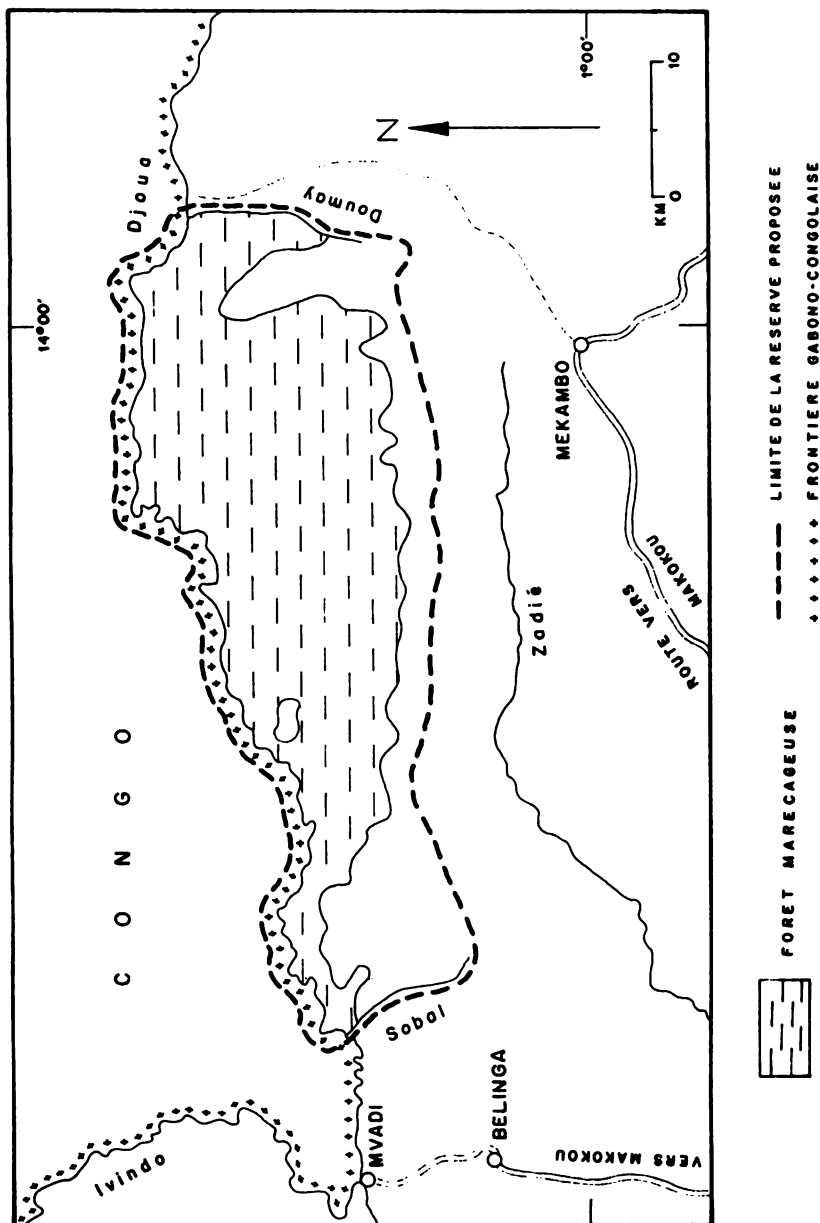 14°00'
CONGO
Djoua
Ivindo
Doumay
N
MVADI
Sobai
Zadié
BELINGA
MEKAMBO
1°00'
KM 0 10
ROUTE VERS
MAKOKOU
VERS MAKOKOU
FORET MARECAGEUSE
LIMITE DE LA RESERVE PROPOSEE
FRONTIERE GABONO-CONGOLAISE